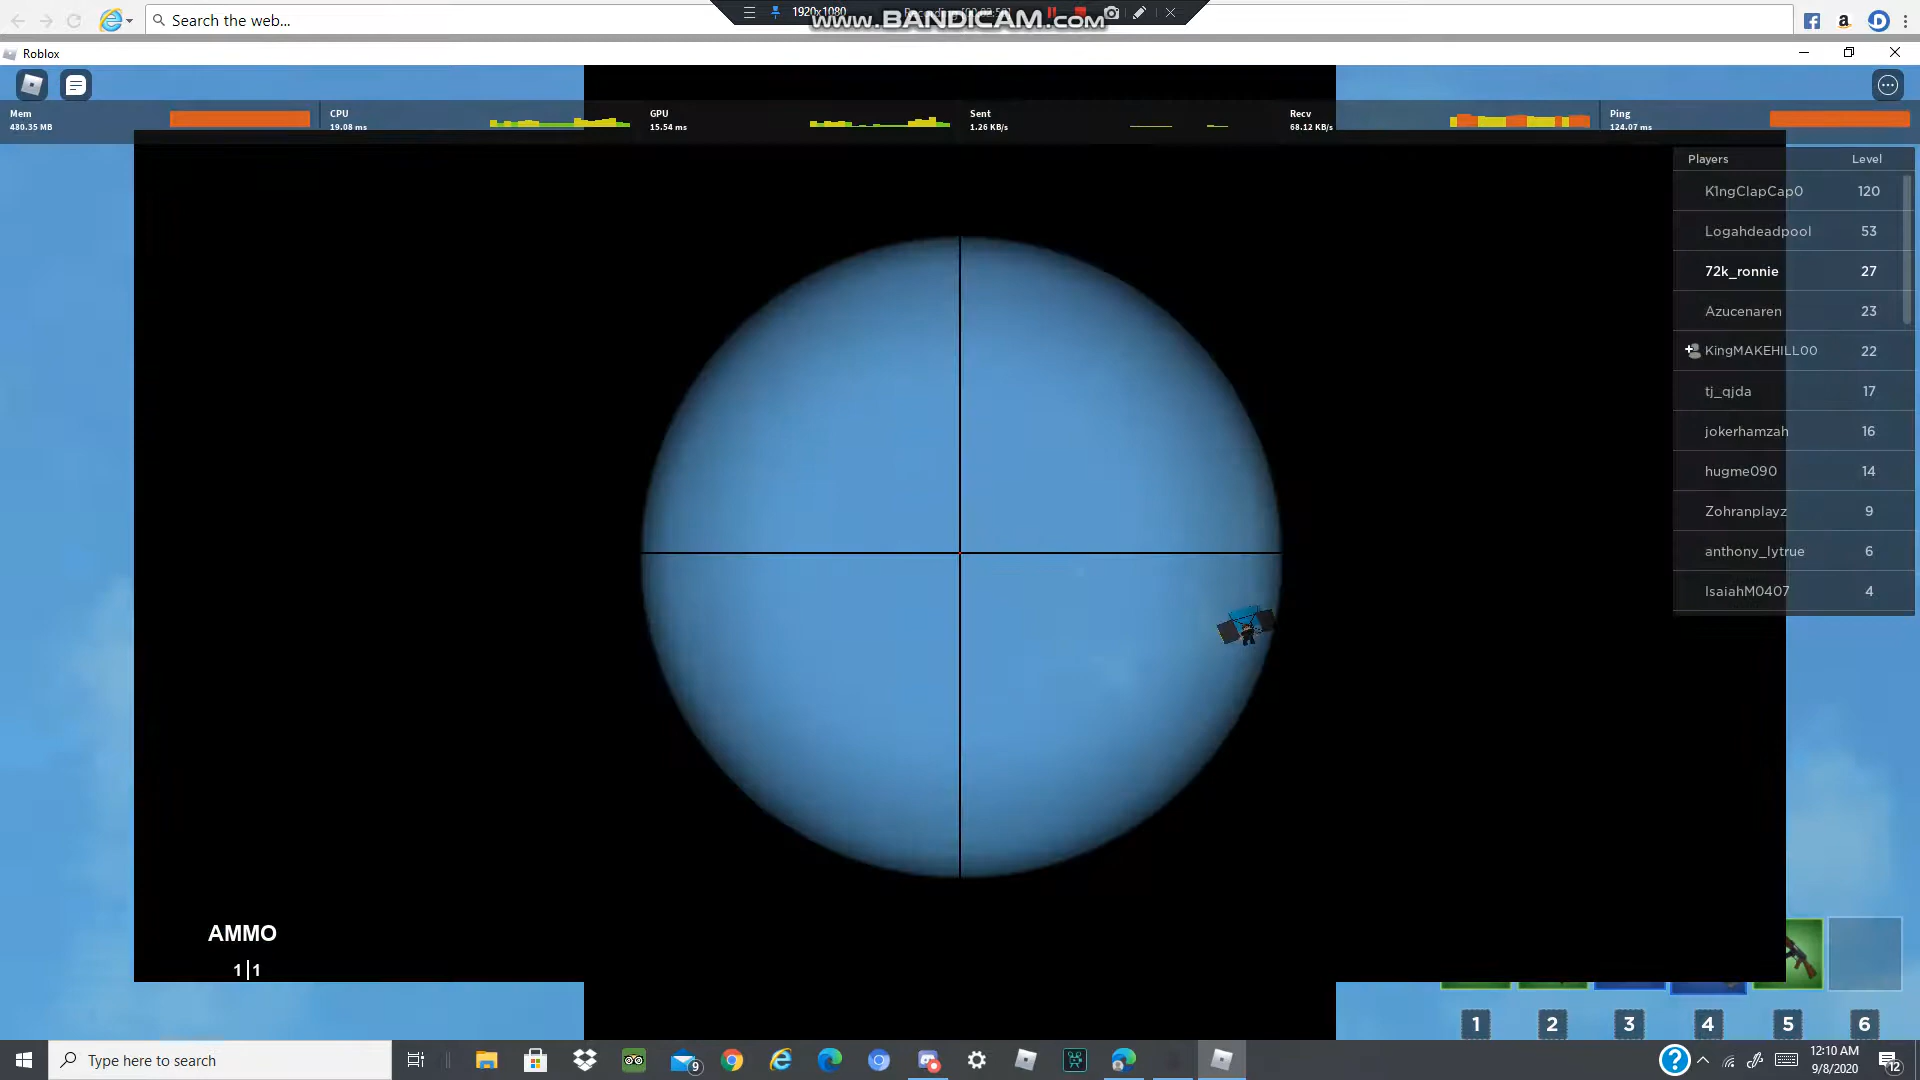 Search the web...
1920x1080
www.BANDICAM.com
Roblox
Mem
480.35 MB
CPU
19.08 ms
GPU
15.54 ms
Sent
1.26 KB/s
Recv
68.12 KB/s
Ping
124.07 ms
Players Level
K1ngClapCap0 120
Logahdeadpool 53
72k_ronnie 27
Azucenaren 23
KingMAKEHILL00 22
tj_qjda 17
jokerhamzah 16
hugme090 14
Zohranplayz 9
anthony_lytrue 6
IsaiahM0407 4
AMMO
1|1
1 2 3 4 5 6
Type here to search
9
12:10 AM
9/8/2020
12